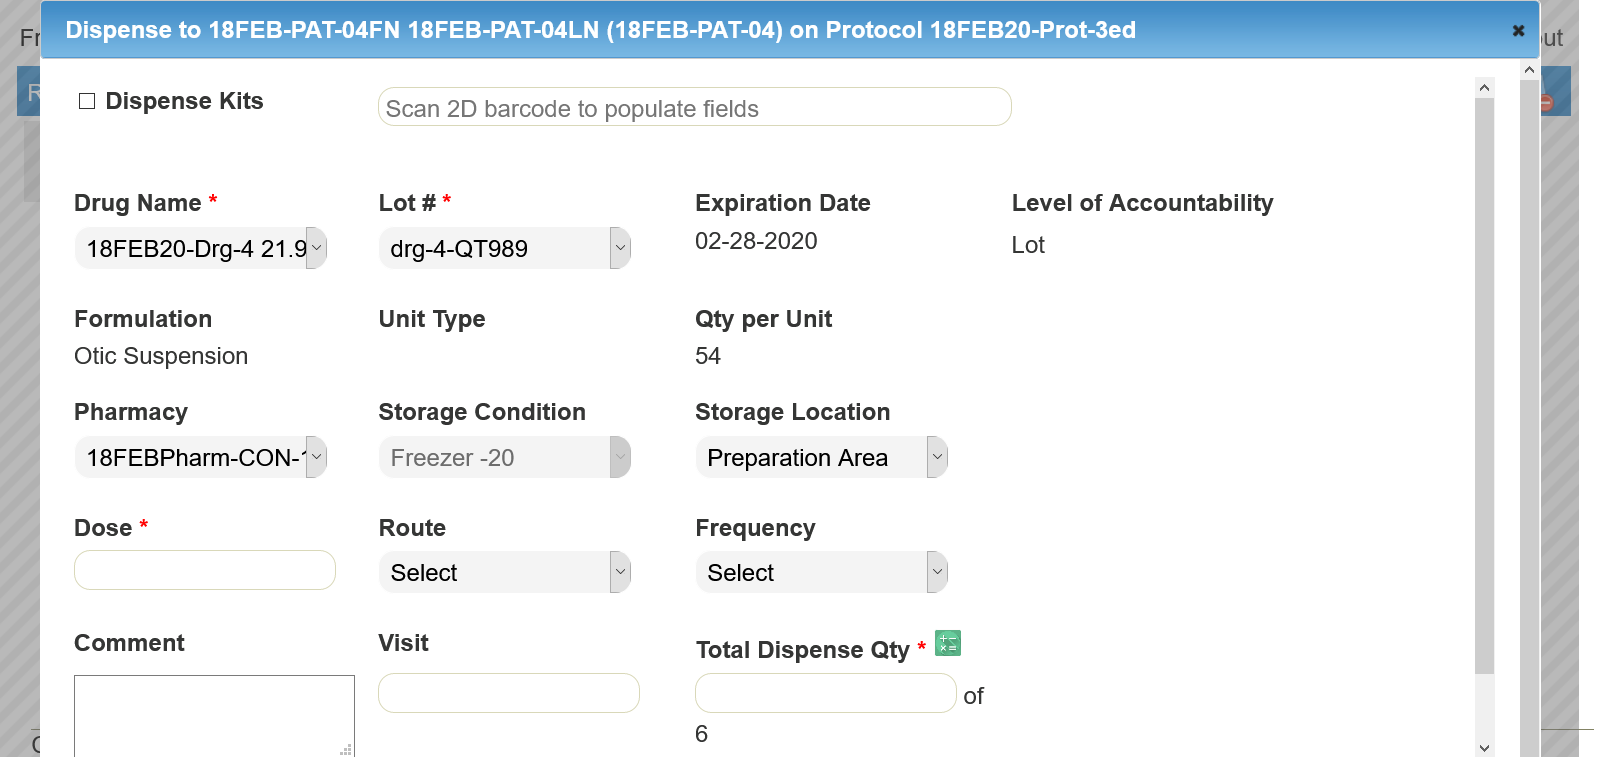 Dispense to 18FEB-PAT-04FN 18FEB-PAT-04LN (18FEB-PAT-04) on Protocol 18FEB20-Prot-3ed
Dispense Kits
Scan 2D barcode to populate fields
Drug Name * Lot # * Expiration Date Level of Accountability
18FEB20-Drg-4 21.9 drg-4-QT989 02-28-2020 Lot
Formulation Unit Type Qty per Unit
Otic Suspension 54
Pharmacy Storage Condition Storage Location
18FEBPharm-CON- Freezer -20 Preparation Area
Dose * Route Frequency
Select Select
Comment Visit Total Dispense Qty *
of
6